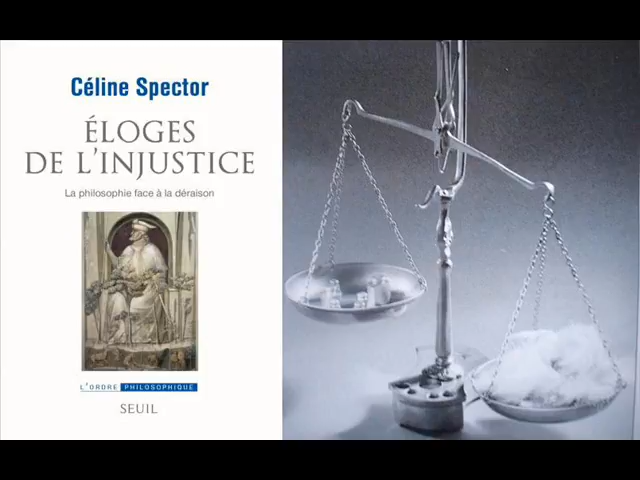 Céline Spector
ÉLOGES
DE L'INJUSTICE
La philosophie face à la déraison
L'ORDRE PHILOSOPHIQUE
SEUIL